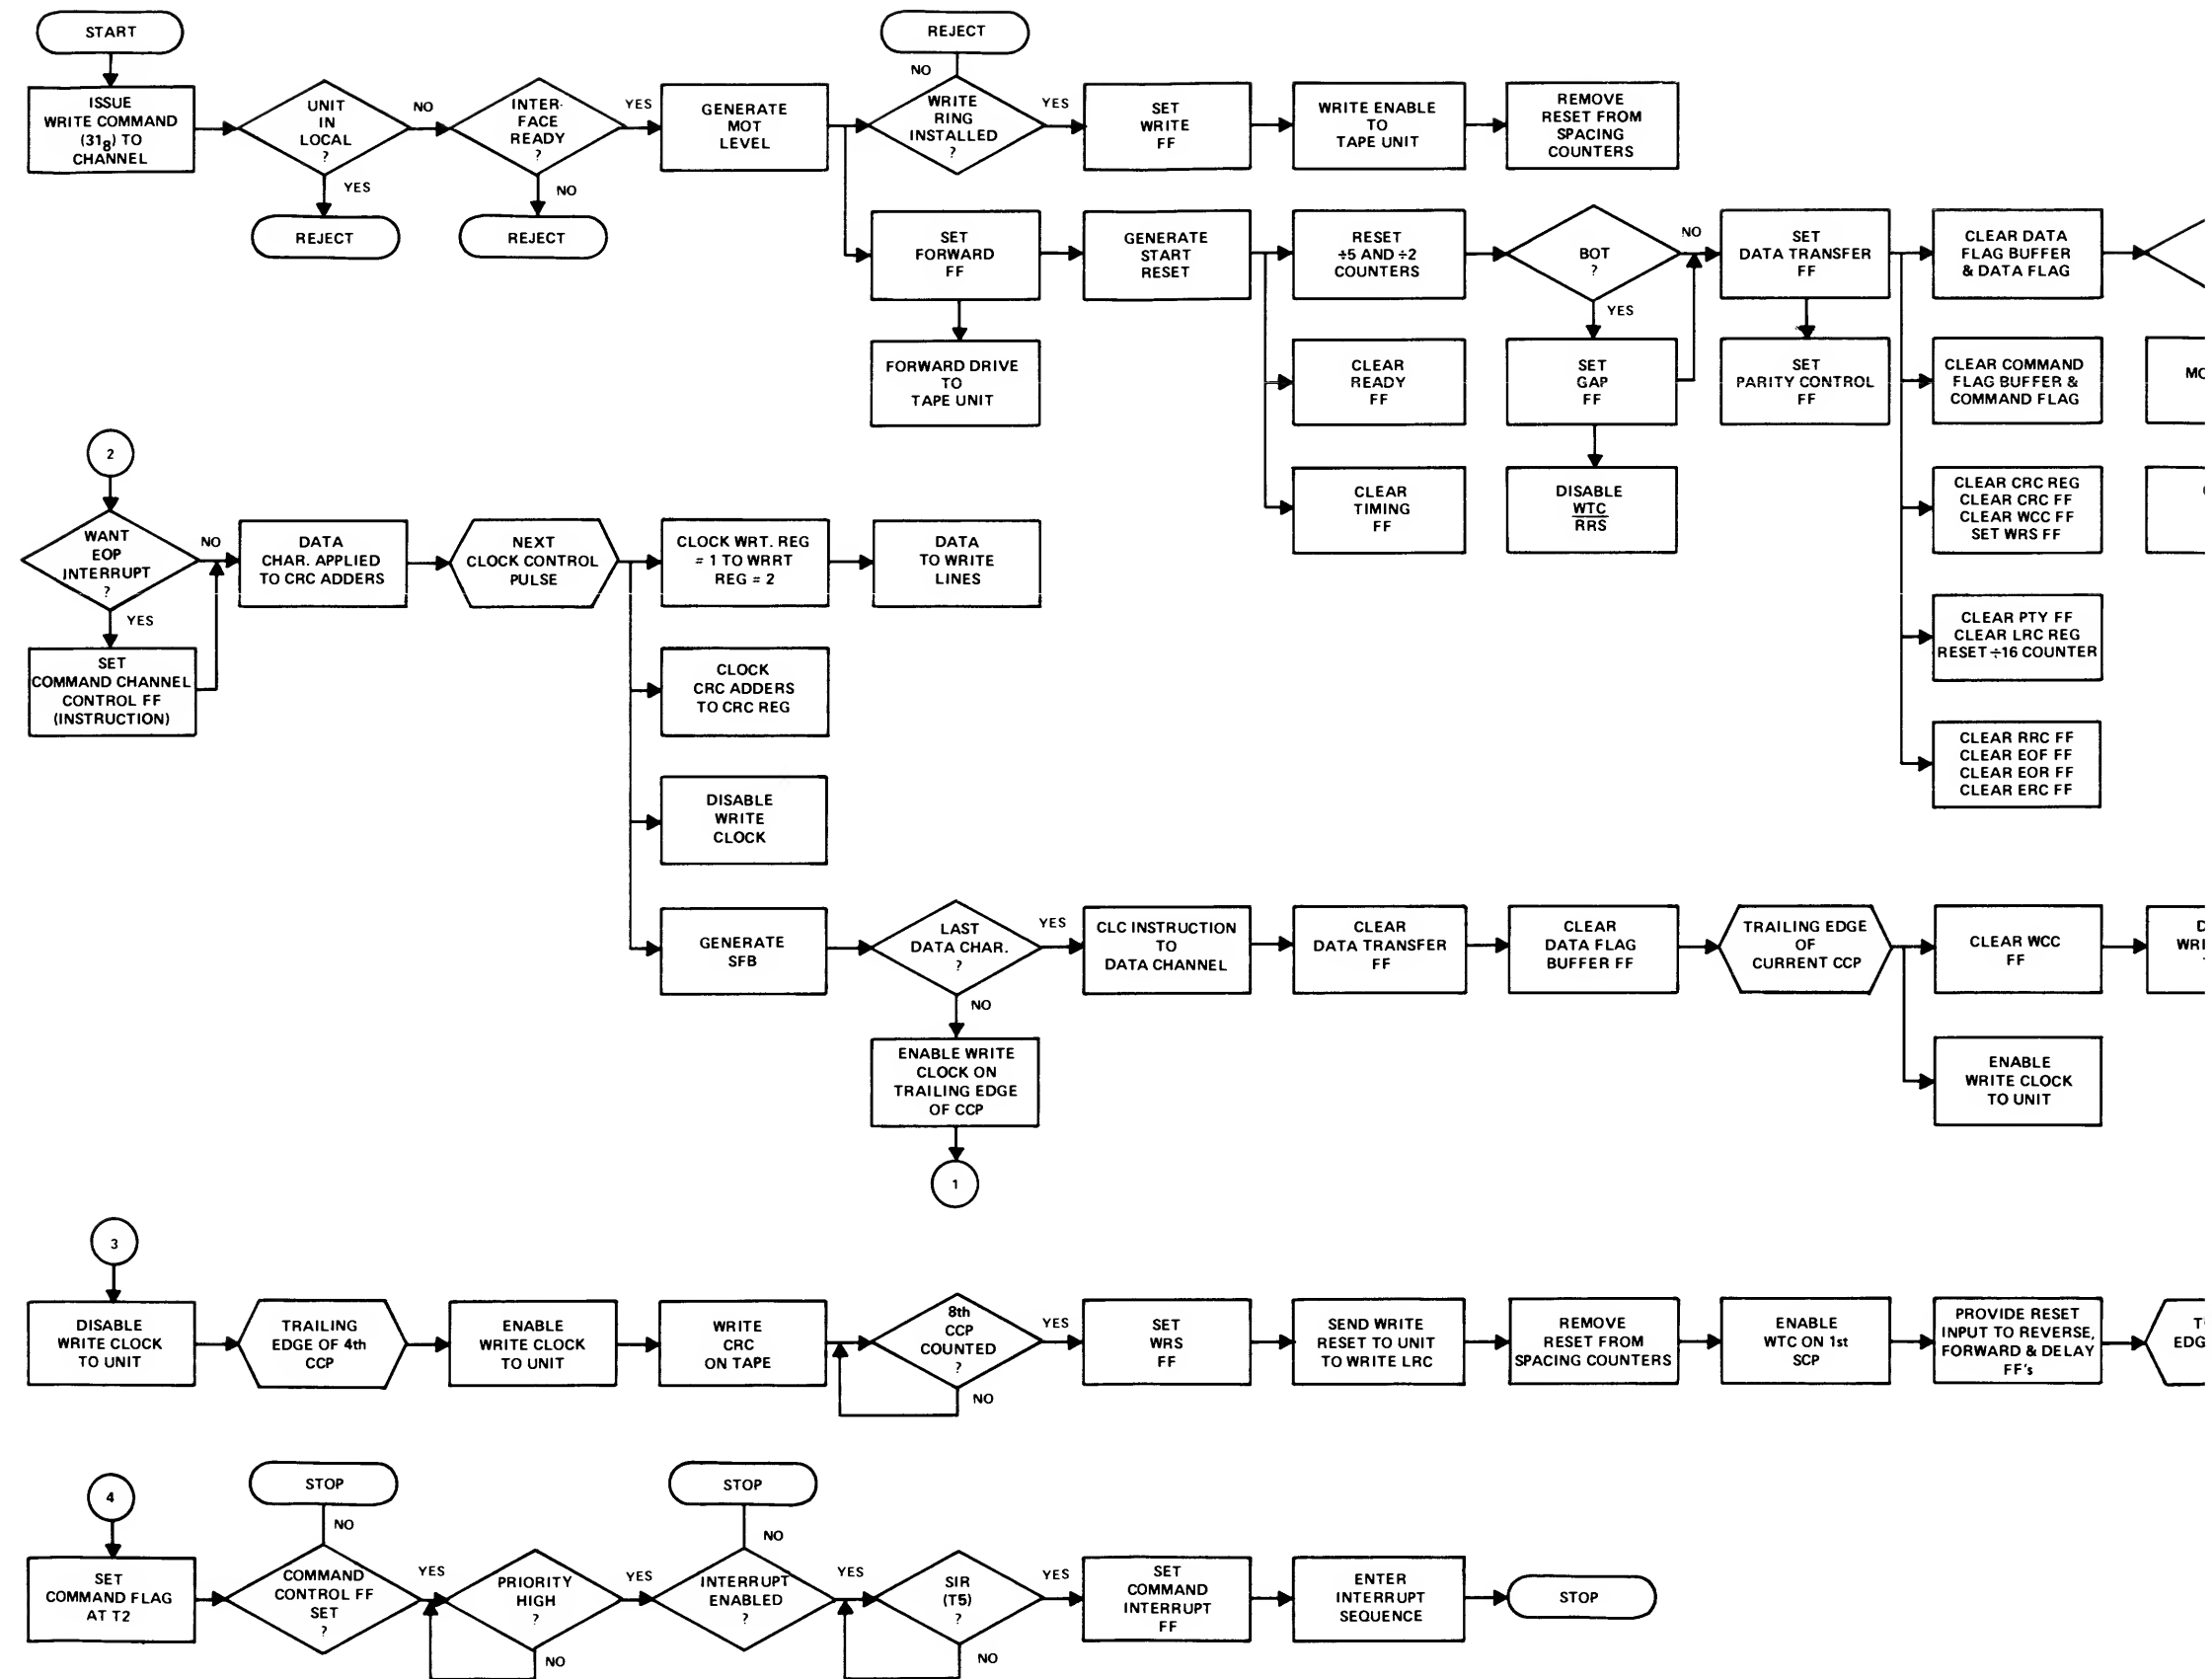 START
ISSUE
WRITE COMMAND
(31₈) TO
CHANNEL
UNIT
IN
LOCAL
?
NO
YES
REJECT
INTER-
FACE
READY
?
YES
NO
REJECT
GENERATE
MOT
LEVEL
REJECT
NO
WRITE
RING
INSTALLED
?
YES
SET
WRITE
FF
WRITE ENABLE
TO
TAPE UNIT
REMOVE
RESET FROM
SPACING
COUNTERS
SET
FORWARD
FF
FORWARD DRIVE
TO
TAPE UNIT
GENERATE
START
RESET
RESET
÷5 AND ÷2
COUNTERS
CLEAR
READY
FF
CLEAR
TIMING
FF
BOT
?
NO
YES
SET
GAP
FF
DISABLE
WTC
RRS
SET
DATA TRANSFER
FF
SET
PARITY CONTROL
FF
CLEAR DATA
FLAG BUFFER
& DATA FLAG
CLEAR COMMAND
FLAG BUFFER &
COMMAND FLAG
CLEAR CRC REG
CLEAR CRC FF
CLEAR WCC FF
SET WRS FF
CLEAR PTY FF
CLEAR LRC REG
RESET ÷16 COUNTER
CLEAR RRC FF
CLEAR EOF FF
CLEAR EOR FF
CLEAR ERC FF
2
WANT
EOP
INTERRUPT
?
NO
YES
SET
COMMAND CHANNEL
CONTROL FF
(INSTRUCTION)
DATA
CHAR. APPLIED
TO CRC ADDERS
NEXT
CLOCK CONTROL
PULSE
CLOCK WRT. REG
= 1 TO WRRT
REG = 2
DATA
TO WRITE
LINES
CLOCK
CRC ADDERS
TO CRC REG
DISABLE
WRITE
CLOCK
GENERATE
SFB
LAST
DATA CHAR.
?
YES
NO
ENABLE WRITE
CLOCK ON
TRAILING EDGE
OF CCP
1
CLC INSTRUCTION
TO
DATA CHANNEL
CLEAR
DATA TRANSFER
FF
CLEAR
DATA FLAG
BUFFER FF
TRAILING EDGE
OF
CURRENT CCP
CLEAR WCC
FF
ENABLE
WRITE CLOCK
TO UNIT
3
DISABLE
WRITE CLOCK
TO UNIT
TRAILING
EDGE OF 4th
CCP
ENABLE
WRITE CLOCK
TO UNIT
WRITE
CRC
ON TAPE
8th
CCP
COUNTED
?
YES
NO
SET
WRS
FF
SEND WRITE
RESET TO UNIT
TO WRITE LRC
REMOVE
RESET FROM
SPACING COUNTERS
ENABLE
WTC ON 1st
SCP
PROVIDE RESET
INPUT TO REVERSE,
FORWARD & DELAY
FF's
EDG
4
SET
COMMAND FLAG
AT T2
STOP
NO
COMMAND
CONTROL FF
SET
?
YES
PRIORITY
HIGH
?
YES
NO
STOP
NO
INTERRUPT
ENABLED
?
YES
SIR
(T5)
?
YES
NO
SET
COMMAND
INTERRUPT
FF
ENTER
INTERRUPT
SEQUENCE
STOP